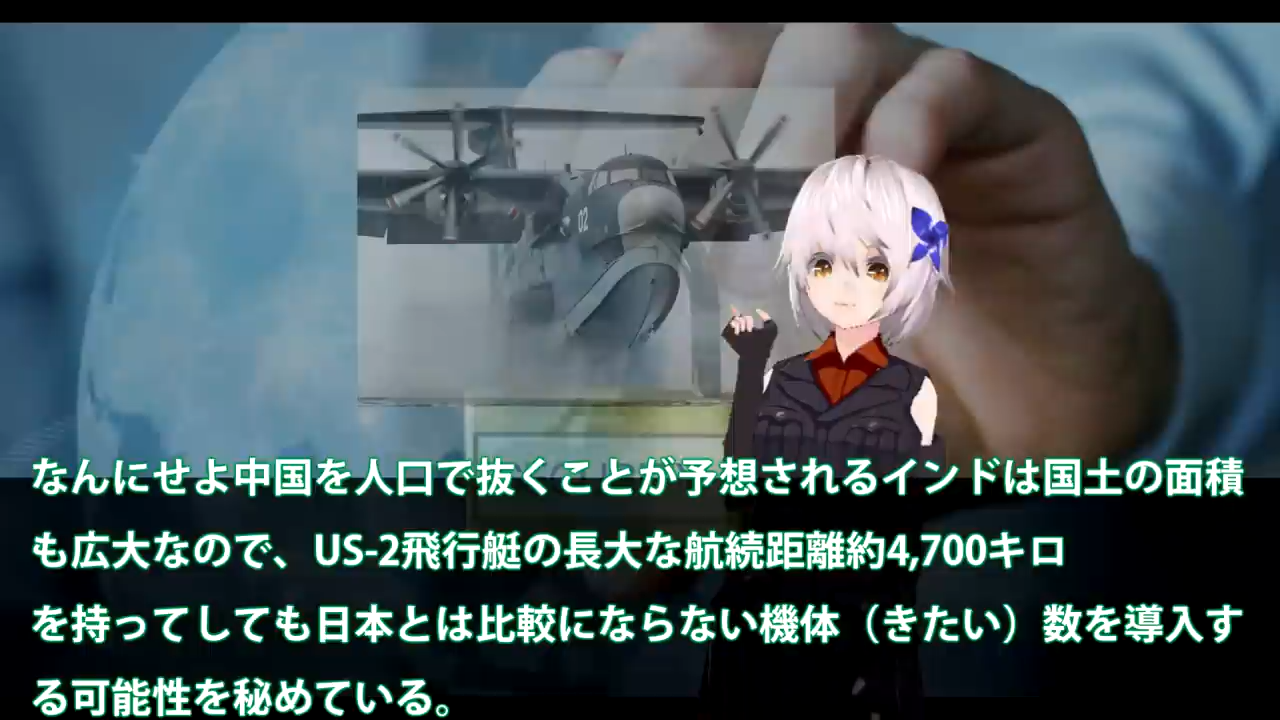 02
なんにせよ中国を人口で抜くことが予想されるインドは国土の面積
も広大なので、US-2飛行艇の長大な航続距離約4,700キロ
を持ってしても日本とは比較にならない機体（きたい）数を導入す
る可能性を秘めている。